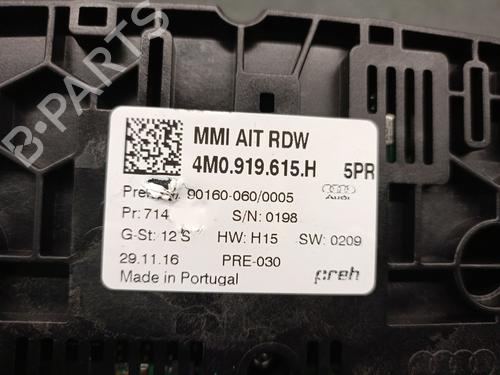 B-PARTS
MMI AIT RDW
4M0.919.615.H 5PR
90160-060/0005
Audi
Pr: 714 S/N: 0198
G-St: 12 S HW: H15 SW: 0209
29.11.16 PRE-030
Made in Portugal preh